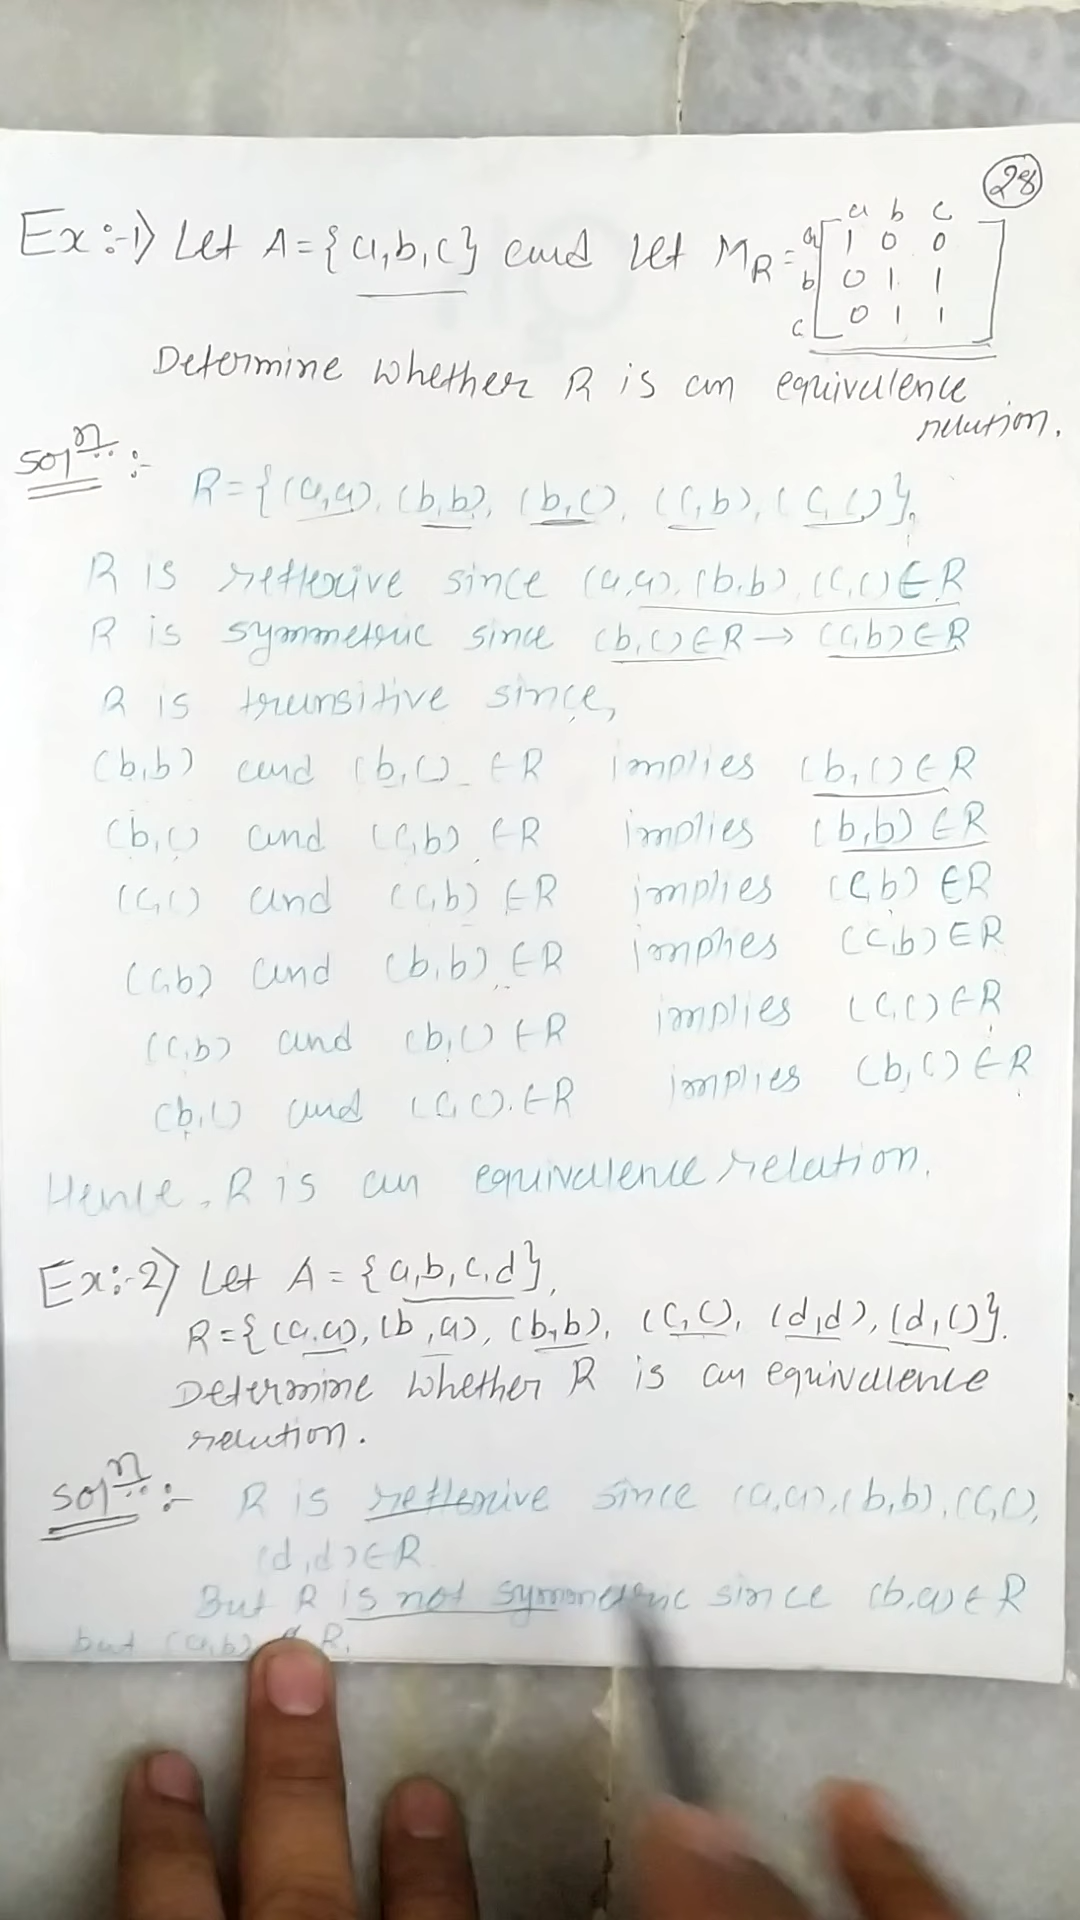 28
Ex:-1) Let A = {a,b,c} and let M_R =
a b c
a 1 0 0
b 0 1 1
c 0 1 1
Determine whether R is an equivalence
relation.
Solⁿ :-
R = {(a,a), (b,b), (b,c), (c,b), (c,c)}.
R is reflexive since (a,a), (b,b), (c,c) ∈ R
R is symmetric since (b,c) ∈ R → (c,b) ∈ R
R is transitive since,
(b,b) and (b,c) ∈ R implies (b,c) ∈ R
(b,c) and (c,b) ∈ R implies (b,b) ∈ R
(c,c) and (c,b) ∈ R implies (c,b) ∈ R
(c,b) and (b,b) ∈ R implies (c,b) ∈ R
(c,b) and (b,c) ∈ R implies (c,c) ∈ R
(b,c) and (c,c) ∈ R implies (b,c) ∈ R
Hence, R is an equivalence relation.
Ex:-2) Let A = {a,b,c,d},
R = {(a,a), (b,a), (b,b), (c,c), (d,d), (d,c)}.
Determine whether R is an equivalence
relation.
Solⁿ :- R is reflexive since (a,a), (b,b), (c,c),
(d,d) ∈ R
But R is not symmetric since (b,a) ∈ R
but (a,b) ∉ R.